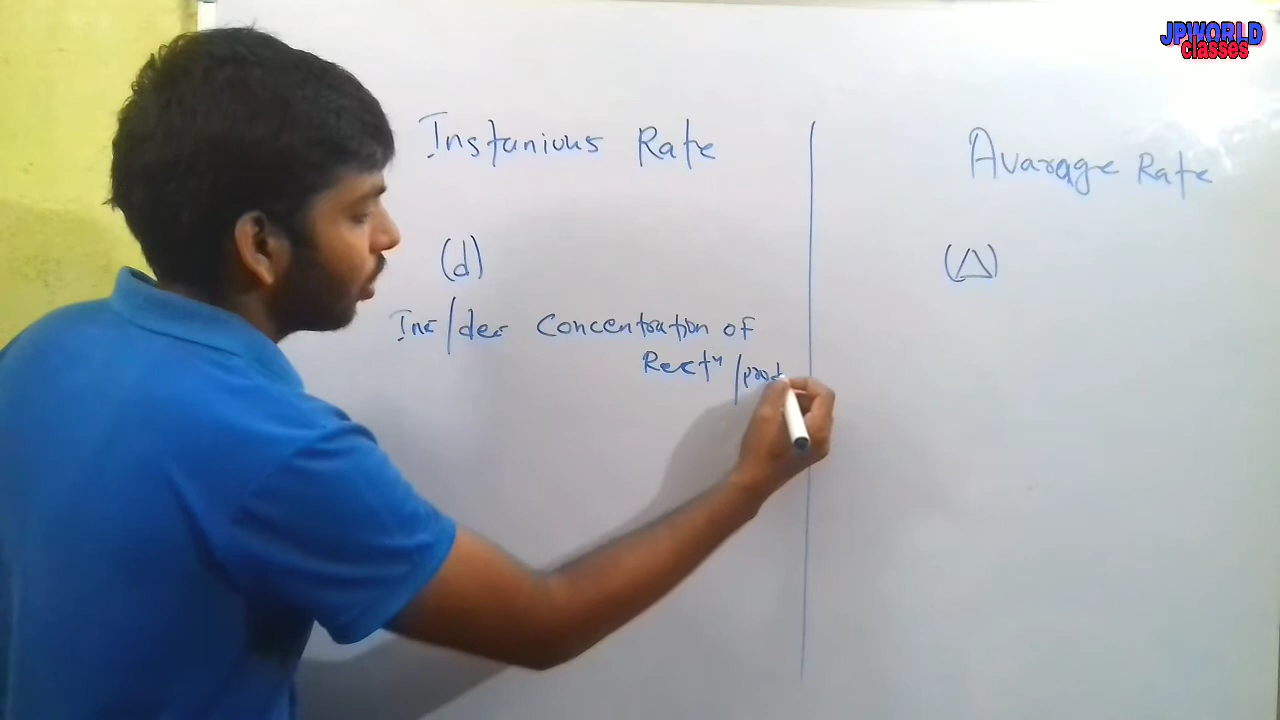 JPWORLD
classes
Instanious Rate
Avarage Rate
(d)
(Δ)
Inc/dec Concentration of
Rectⁿ/prod